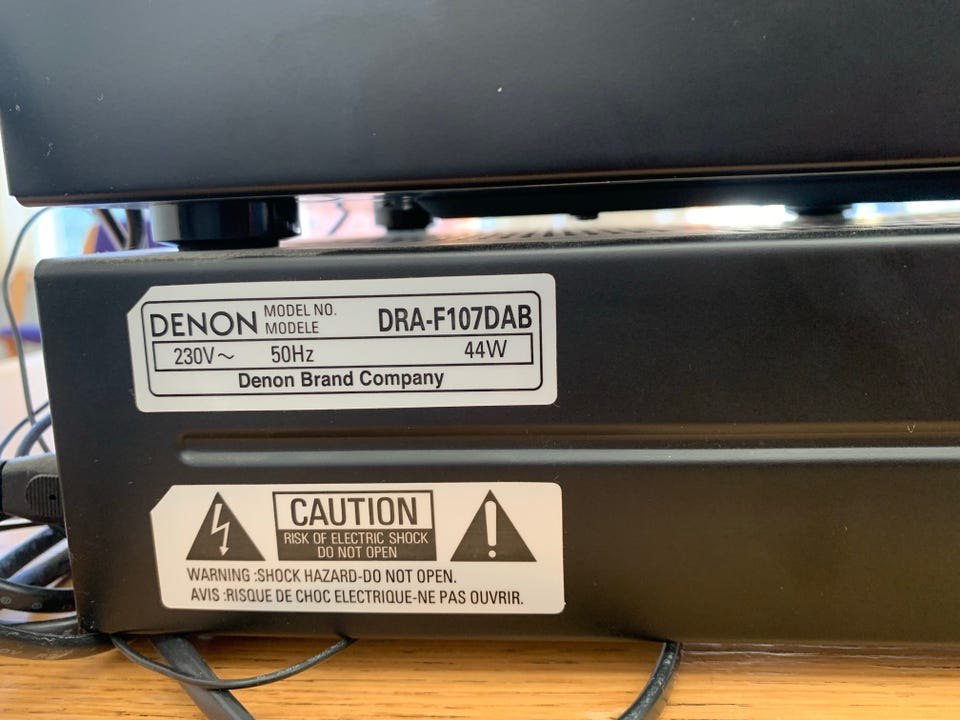 DENON MODEL NO. DRA-F107DAB
MODELE
230V~ 50Hz 44W
Denon Brand Company
CAUTION
RISK OF ELECTRIC SHOCK
DO NOT OPEN
WARNING :SHOCK HAZARD-DO NOT OPEN.
AVIS :RISQUE DE CHOC ELECTRIQUE-NE PAS OUVRIR.